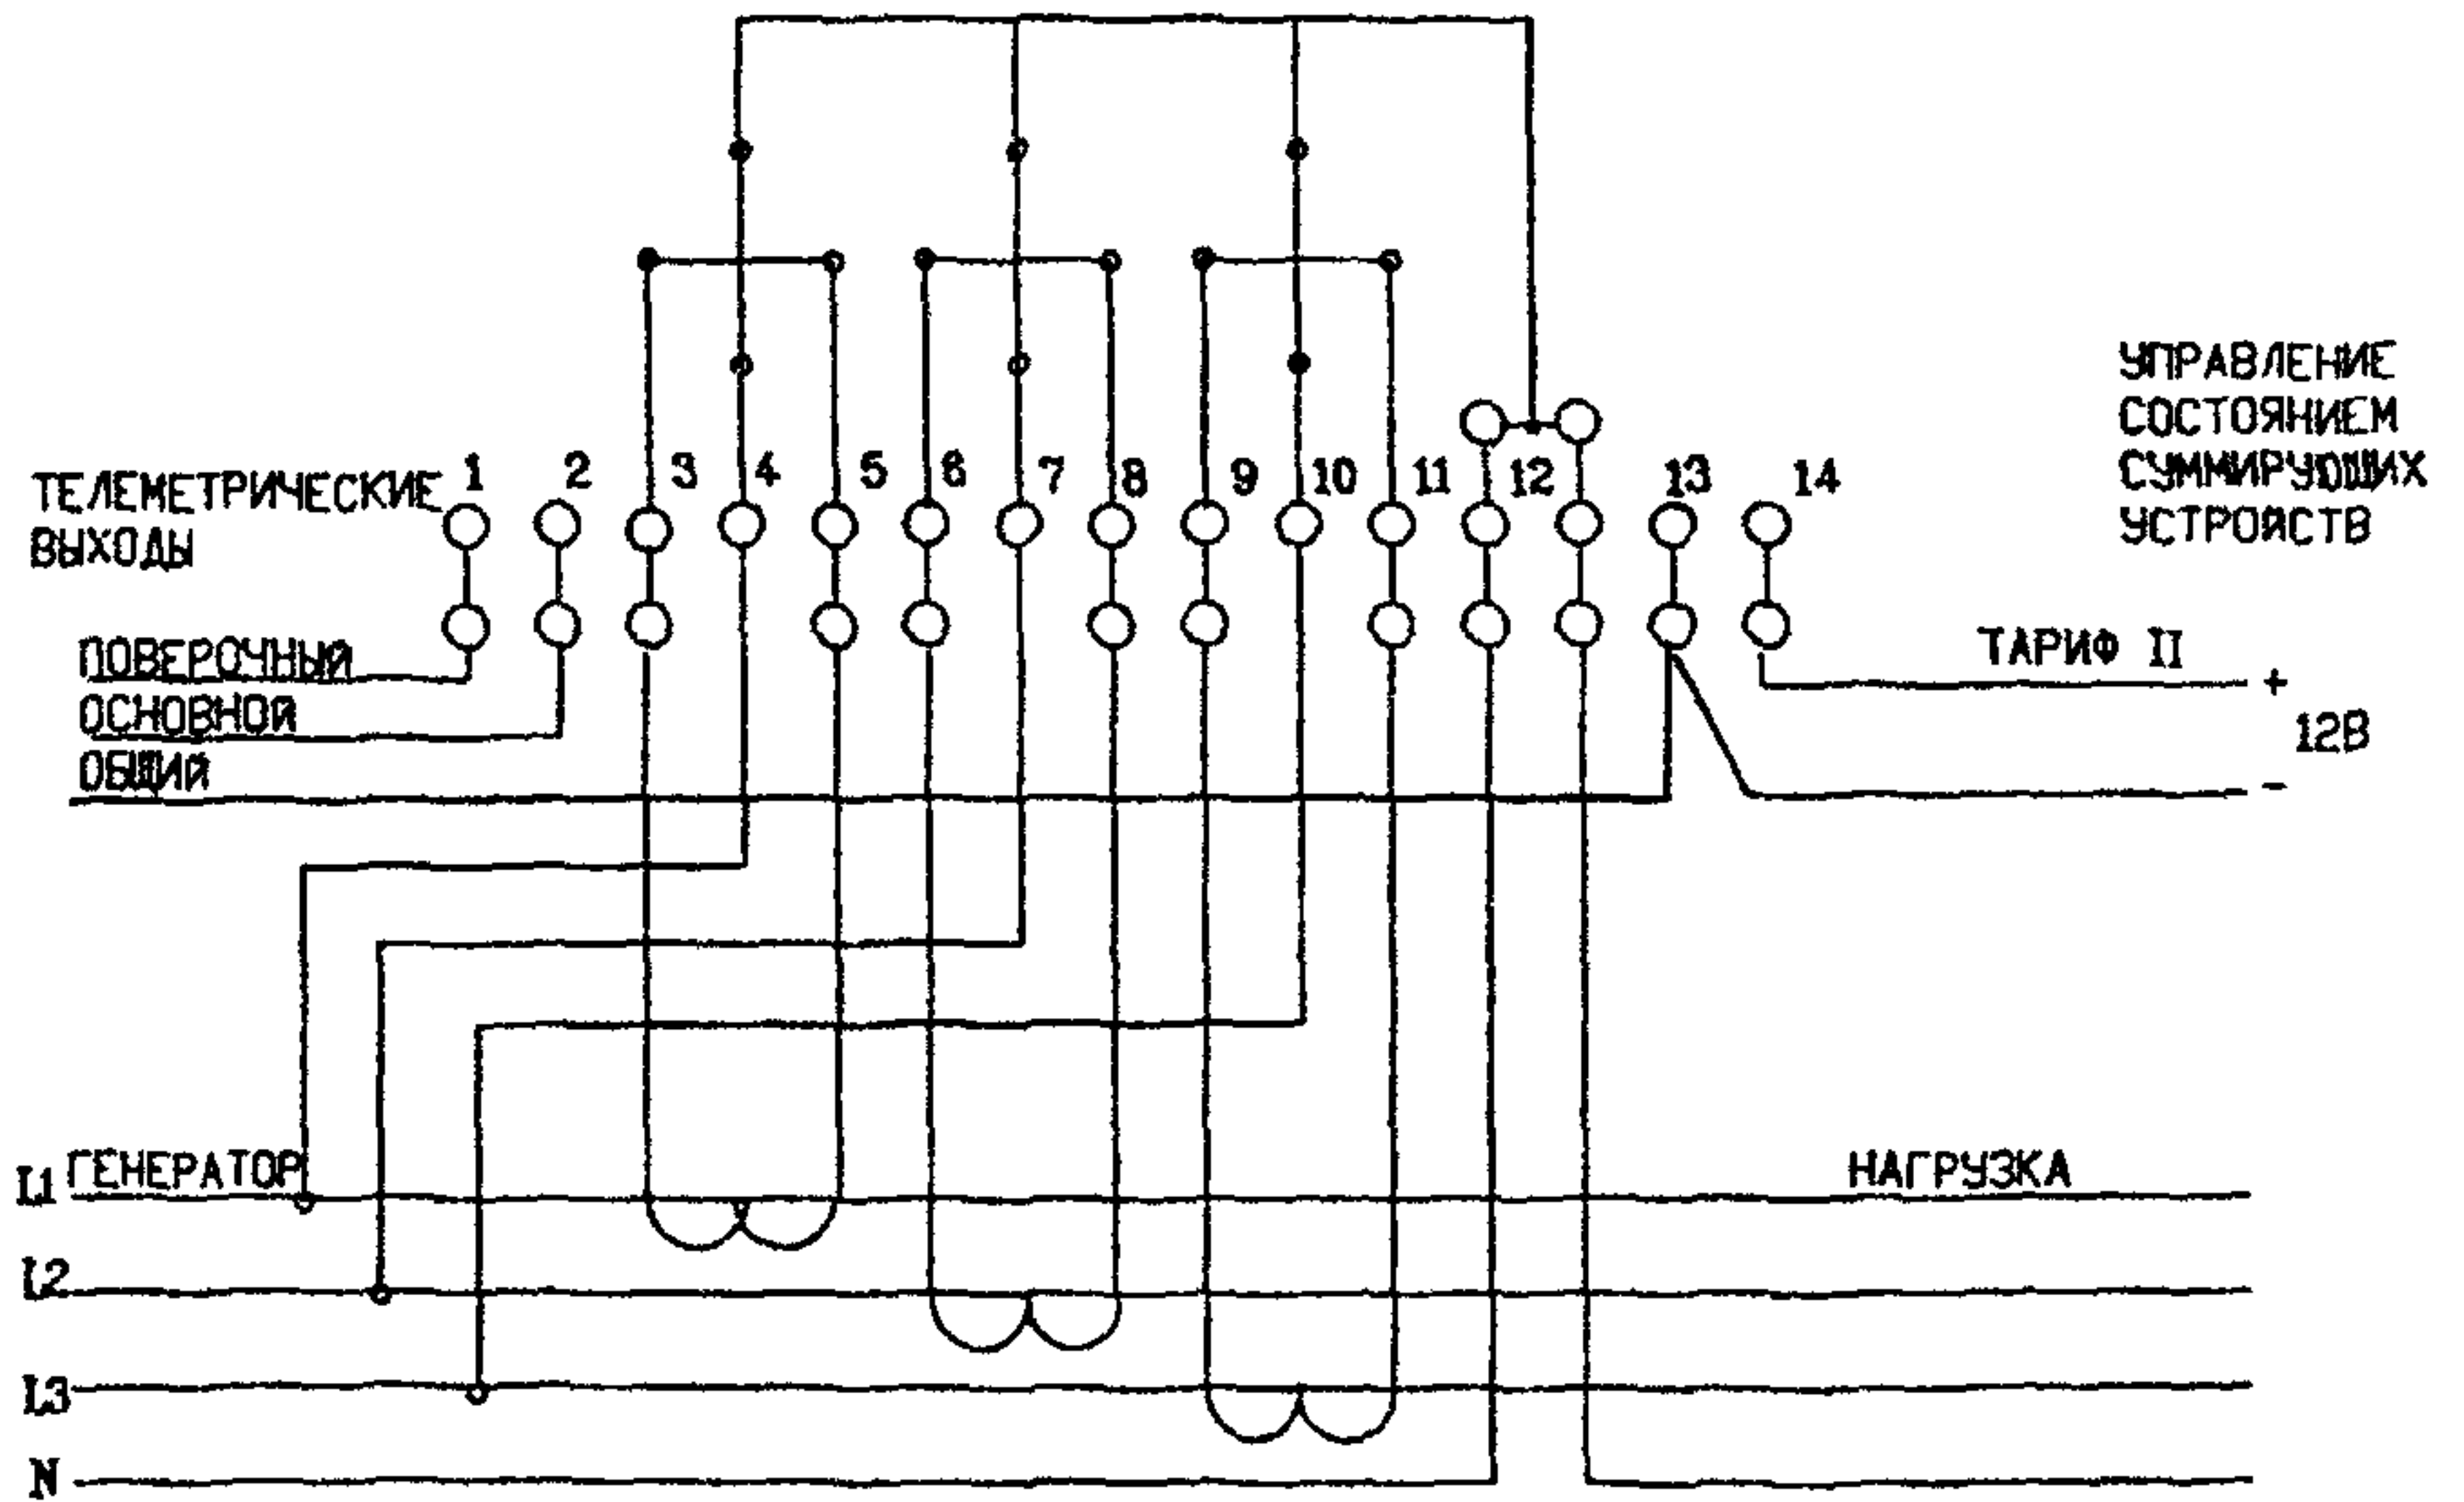 1 2 3 4 5 6 7 8 9 10 11 12 13 14
ТЕЛЕМЕТРИЧЕСКИЕ
ВЫХОДЫ
УПРАВЛЕНИЕ
СОСТОЯНИЕМ
СУММИРУЮЩИХ
УСТРОЙСТВ
ПОВЕРОЧНЫЙ
ОСНОВНОЙ
ОБЩИЙ
ТАРИФ II
+
12В
-
L1 ГЕНЕРАТОР НАГРУЗКА
L2
L3
N